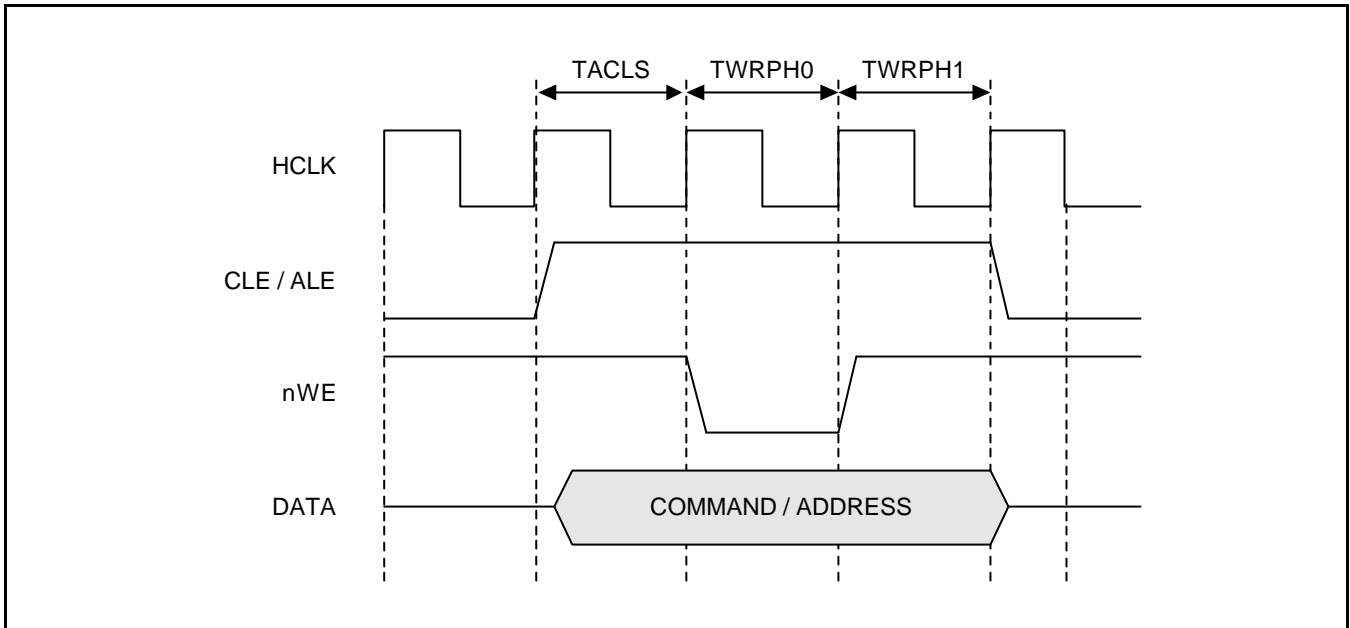 TACLS TWRPH0 TWRPH1
HCLK
CLE / ALE
nWE
DATA
COMMAND / ADDRESS